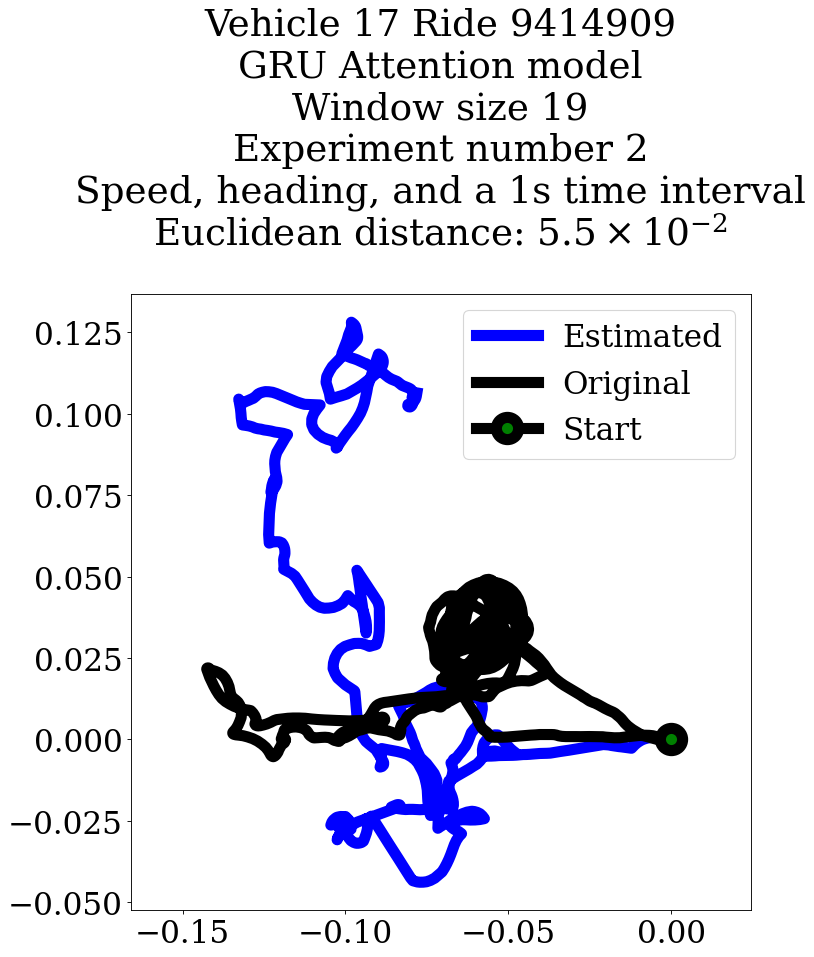 Vehicle 17 Ride 9414909
GRU Attention model
Window size 19
Experiment number 2
Speed, heading, and a 1s time interval
Euclidean distance: 5.5 × 10⁻²
Estimated
Original
Start
0.125
0.100
0.075
0.050
0.025
0.000
−0.025
−0.050
−0.15 −0.10 −0.05 0.00